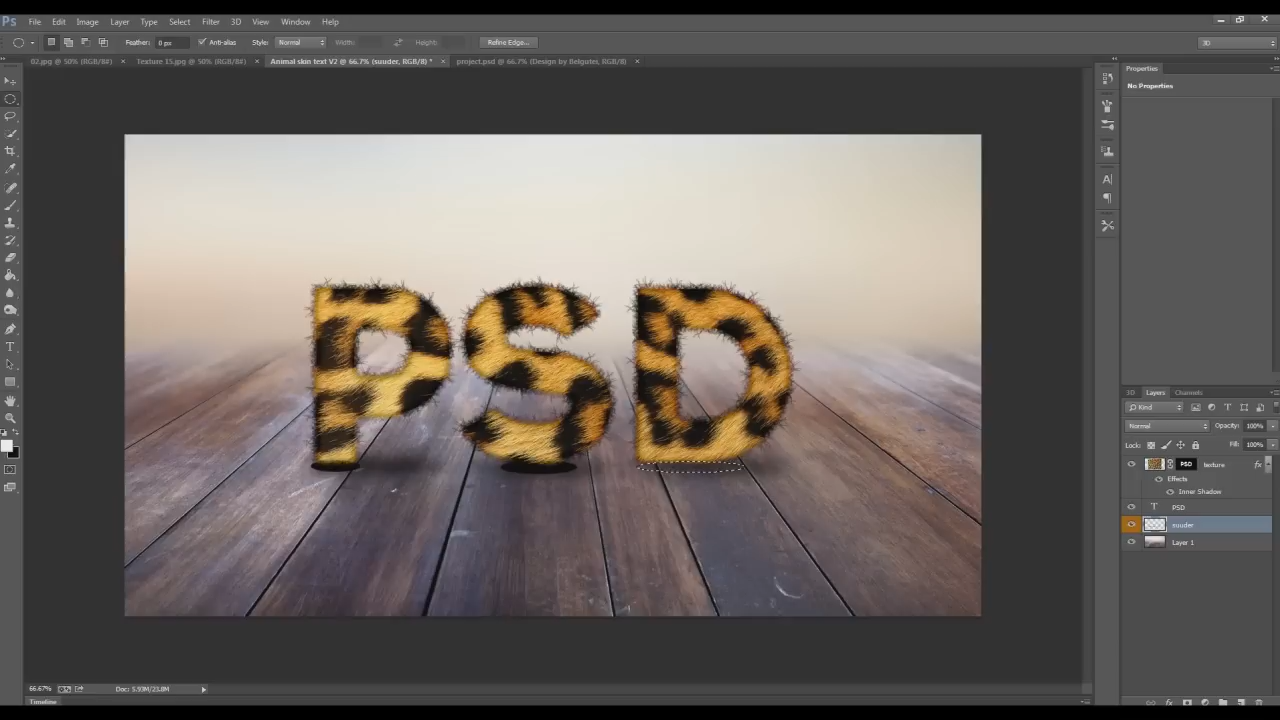 Ps File Edit Image Layer Type Select Filter 3D View Window Help
Feather: 0 px Anti-alias Style: Normal Width: Height: Refine Edge... 3D
02.jpg @ 50% (RGB/8#) × Texture 15.jpg @ 50% (RGB/8#) × Animal skin text V2 @ 66.7% (suuder, RGB/8) * × project.psd @ 66.7% (Design by Belgutei, RGB/8) ×
Properties
No Properties
PSD
3D Layers Channels
Kind
Normal Opacity: 100%
Lock: Fill: 100%
PSD texture fx
Effects
Inner Shadow
T PSD
suuder
Layer 1
66.67% Doc: 5.93M/23.8M
Timeline